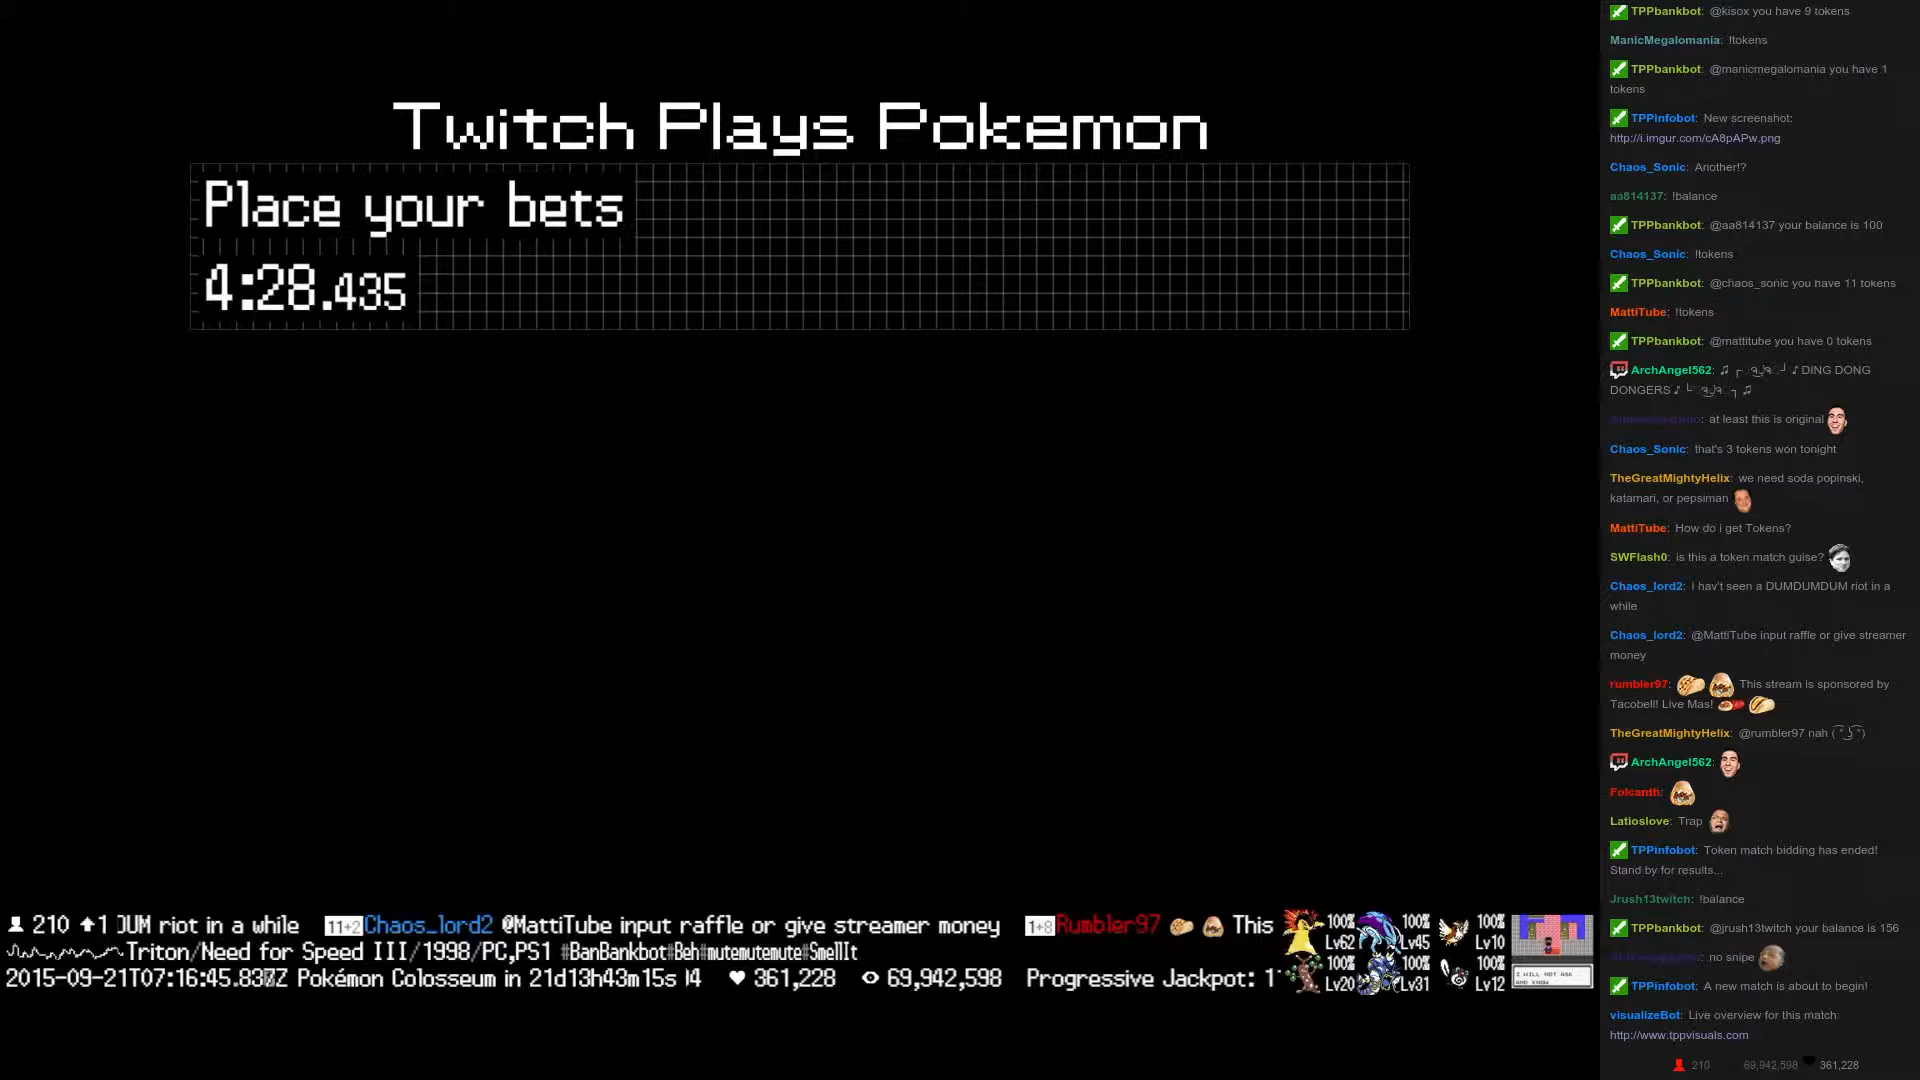 Twitch Plays Pokemon
Place your bets
4:28.435
210 1 UM riot in a while 11+2 Chaos_lord2 @MattiTube input raffle or give streamer money 1+8 Rumbler97 This
Triton/Need for Speed III/1998/PC,PS1 #BanBankbot#Beh#mutemutemute#SmellIt
Pokémon Colosseum in 21d13h43m15s 361,228 69,942,598 Progressive Jackpot: 1
100% Lv62 100% Lv45 100% Lv10
100% Lv20 100% Lv31 100% Lv12
I WILL NOT ASK
AND KNOW
TPPbankbot: @kisox you have 9 tokens
ManicMegalomania: !tokens
TPPbankbot: @manicmegalomania you have 1
tokens
TPPinfobot: New screenshot:
http://i.imgur.com/cA8pAPw.png
Chaos_Sonic: Another!?
aa814137: !balance
TPPbankbot: @aa814137 your balance is 100
Chaos_Sonic: !tokens
TPPbankbot: @chaos_sonic you have 11 tokens
MattiTube: !tokens
TPPbankbot: @mattitube you have 0 tokens
ArchAngel562: ♫ ♪ DING DONG
DONGERS ♪ ♫
: at least this is original
Chaos_Sonic: that's 3 tokens won tonight
TheGreatMightyHelix: we need soda popinski,
katamari, or pepsiman
MattiTube: How do i get Tokens?
SWFlash0: is this a token match guise?
Chaos_lord2: i hav't seen a DUMDUMDUM riot in a
while
Chaos_lord2: @MattiTube input raffle or give streamer
money
rumbler97: This stream is sponsored by
Tacobell! Live Mas!
TheGreatMightyHelix: @rumbler97 nah ( ͡° ͜ʖ ͡°)
ArchAngel562:
Folcanth:
Latioslove: Trap
TPPinfobot: Token match bidding has ended!
Stand by for results...
Jrush13twitch: !balance
TPPbankbot: @jrush13twitch your balance is 156
: no snipe
TPPinfobot: A new match is about to begin!
visualizeBot: Live overview for this match:
http://www.tppvisuals.com
210 69,942,598 361,228